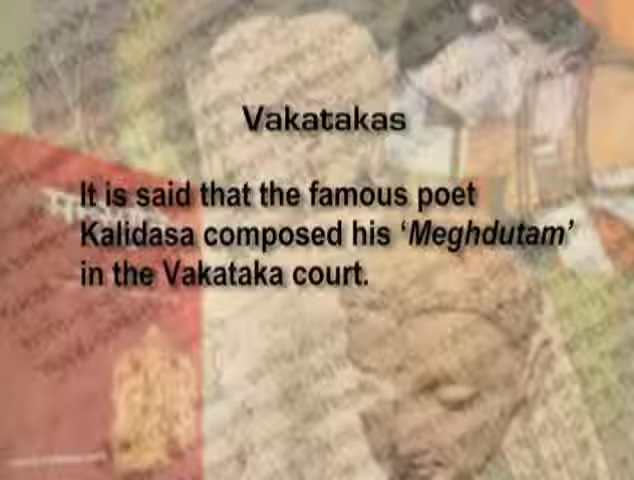 Vakatakas
It is said that the famous poet
Kalidasa composed his ‘Meghdutam’
in the Vakataka court.